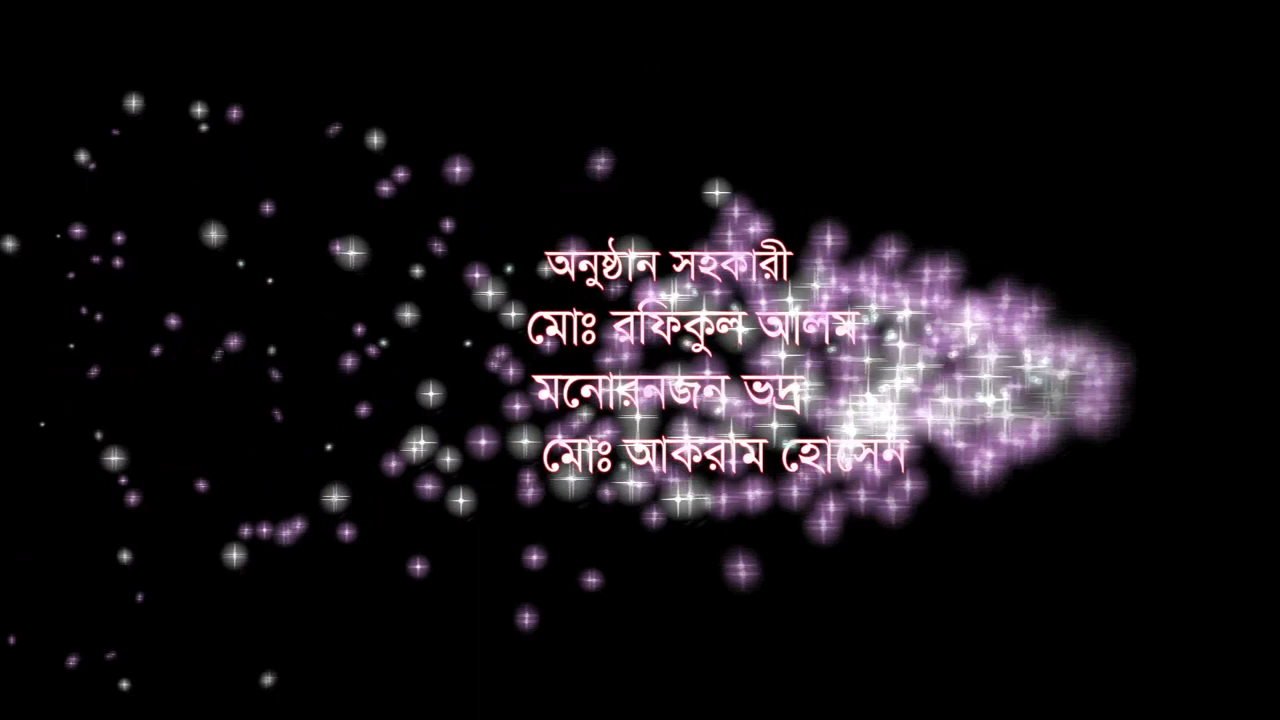 অনুষ্ঠান সহকারী
মোঃ রফিকুল আলম
মনোরনজন ভদ্র
মোঃ আকরাম হোসেন